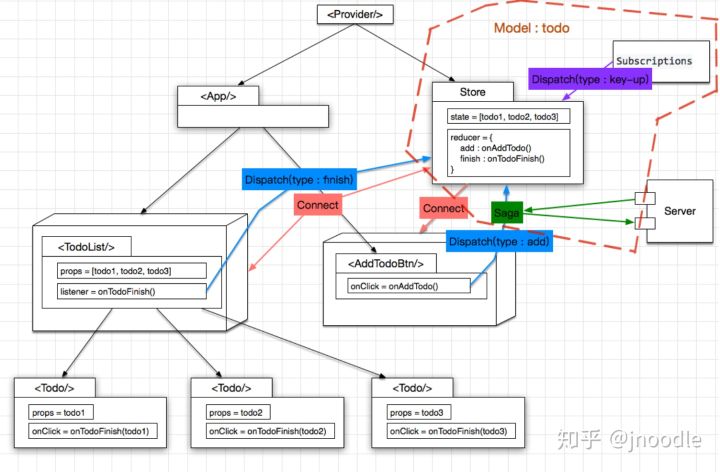 <Provider/>
Model : todo
Subscriptions
Dispatch(type : key-up)
<App/>
Store
state = [todo1, todo2, todo3]
reducer = {
add : onAddTodo()
finish : onTodoFinish()
}
Dispatch(type : finish)
Connect
Connect
Saga
Server
Dispatch(type : add)
<TodoList/>
props = [todo1, todo2, todo3]
listener = onTodoFinish()
<AddTodoBtn/>
onClick = onAddTodo()
<Todo/>
props = todo1
onClick = onTodoFinish(todo1)
<Todo/>
props = todo2
onClick = onTodoFinish(todo2)
<Todo/>
props = todo3
onClick = onTodoFinish(todo3)
知乎 @jnoodle